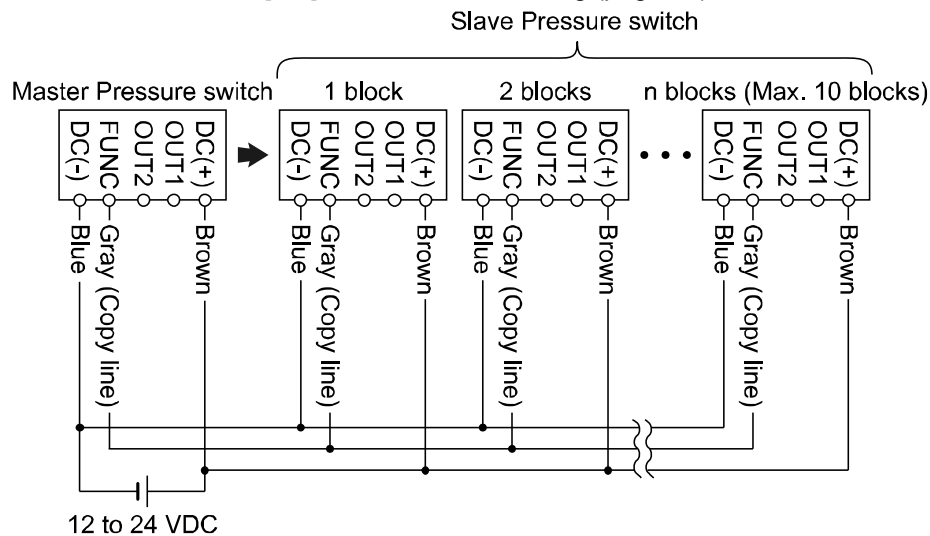 Slave Pressure switch
Master Pressure switch
1 block
2 blocks
n blocks (Max. 10 blocks)
DC(-)
FUNC
OUT2
OUT1
DC(+)
DC(-)
FUNC
OUT2
OUT1
DC(+)
DC(-)
FUNC
OUT2
OUT1
DC(+)
DC(-)
FUNC
OUT2
OUT1
DC(+)
Blue
Gray (Copy line)
Brown
Blue
Gray (Copy line)
Brown
Blue
Gray (Copy line)
Brown
Blue
Gray (Copy line)
Brown
12 to 24 VDC